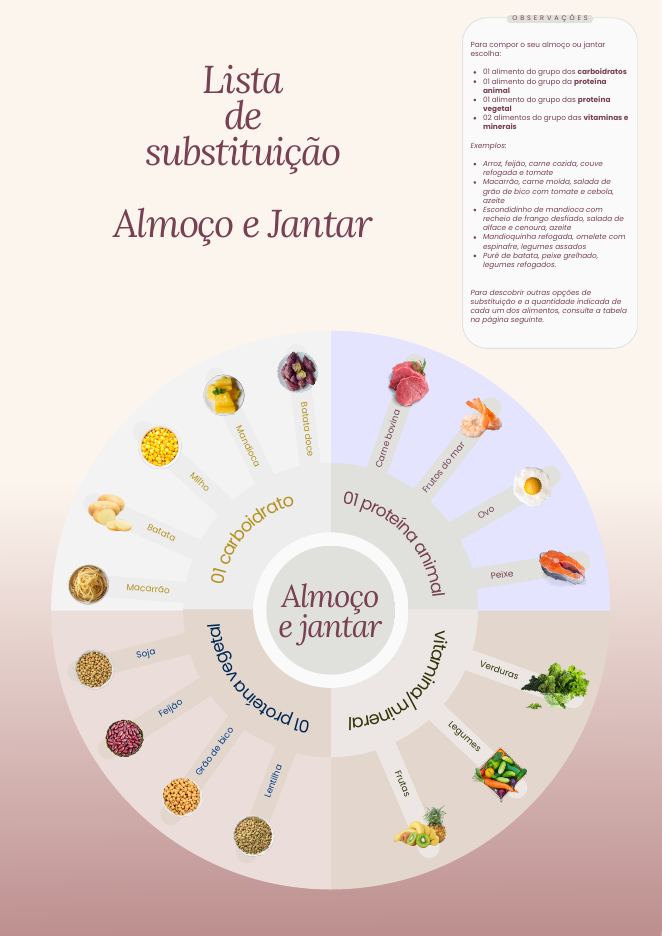 OBSERVAÇÕES
Lista
de
substituição
Almoço e Jantar
Para compor o seu almoço ou jantar
escolha:
01 alimento do grupo dos carboidratos
01 alimento do grupo da proteína
animal
01 alimento do grupo das proteína
vegetal
02 alimentos do grupo das vitaminas e
minerais
Exemplos:
Arroz, feijão, carne cozida, couve
refogada e tomate
Macarrão, carne moída, salada de
grão de bico com tomate e cebola,
azeite
Escondidinho de mandioca com
recheio de frango desfiado, salada de
alface e cenoura, azeite
Mandioquinha refogada, omelete com
espinafre, legumes assados
Purê de batata, peixe grelhado,
legumes refogados.
Para descobrir outras opções de
substituição e a quantidade indicada de
cada um dos alimentos, consulte a tabela
na página seguinte.
01 carboidrato
Macarrão
Batata
Milho
Mandioca
Batata doce
01 proteína animal
Carne bovina
Frutos do mar
Ovo
Peixe
Almoço
e jantar
01 proteína vegetal
Soja
Feijão
Grão de bico
Lentilha
vitamina/mineral
Verduras
Legumes
Frutas